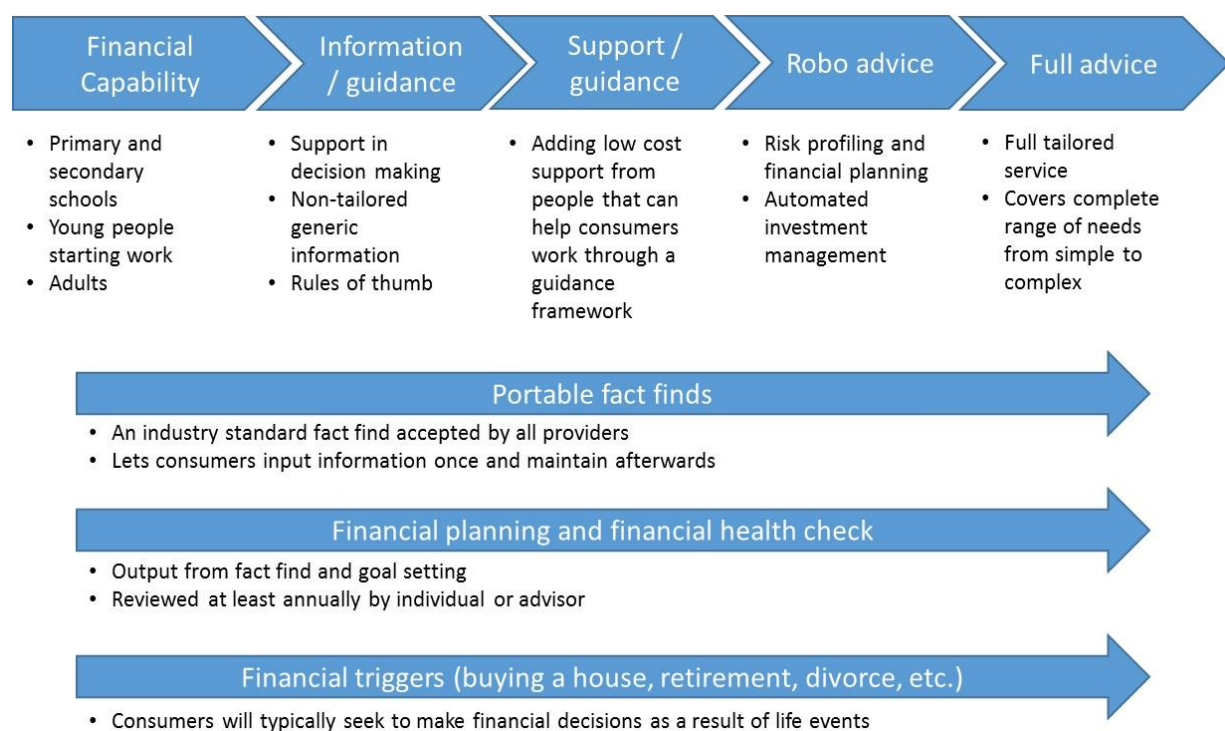 Financial
Capability
Information
/ guidance
Support /
guidance
Robo advice
Full advice
• Primary and
secondary
schools
• Young people
starting work
• Adults
• Support in
decision making
• Non-tailored
generic
information
• Rules of thumb
• Adding low cost
support from
people that can
help consumers
work through a
guidance
framework
• Risk profiling and
financial planning
• Automated
investment
management
• Full tailored
service
• Covers complete
range of needs
from simple to
complex
Portable fact finds
• An industry standard fact find accepted by all providers
• Lets consumers input information once and maintain afterwards
Financial planning and financial health check
• Output from fact find and goal setting
• Reviewed at least annually by individual or advisor
Financial triggers (buying a house, retirement, divorce, etc.)
• Consumers will typically seek to make financial decisions as a result of life events